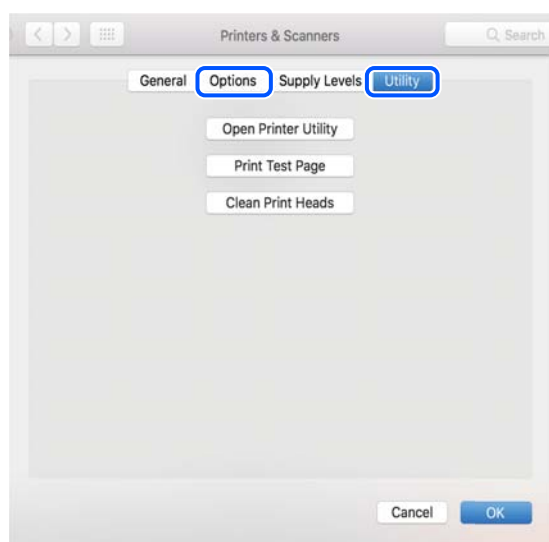 Printers & Scanners Search
General Options Supply Levels Utility
Open Printer Utility
Print Test Page
Clean Print Heads
Cancel OK